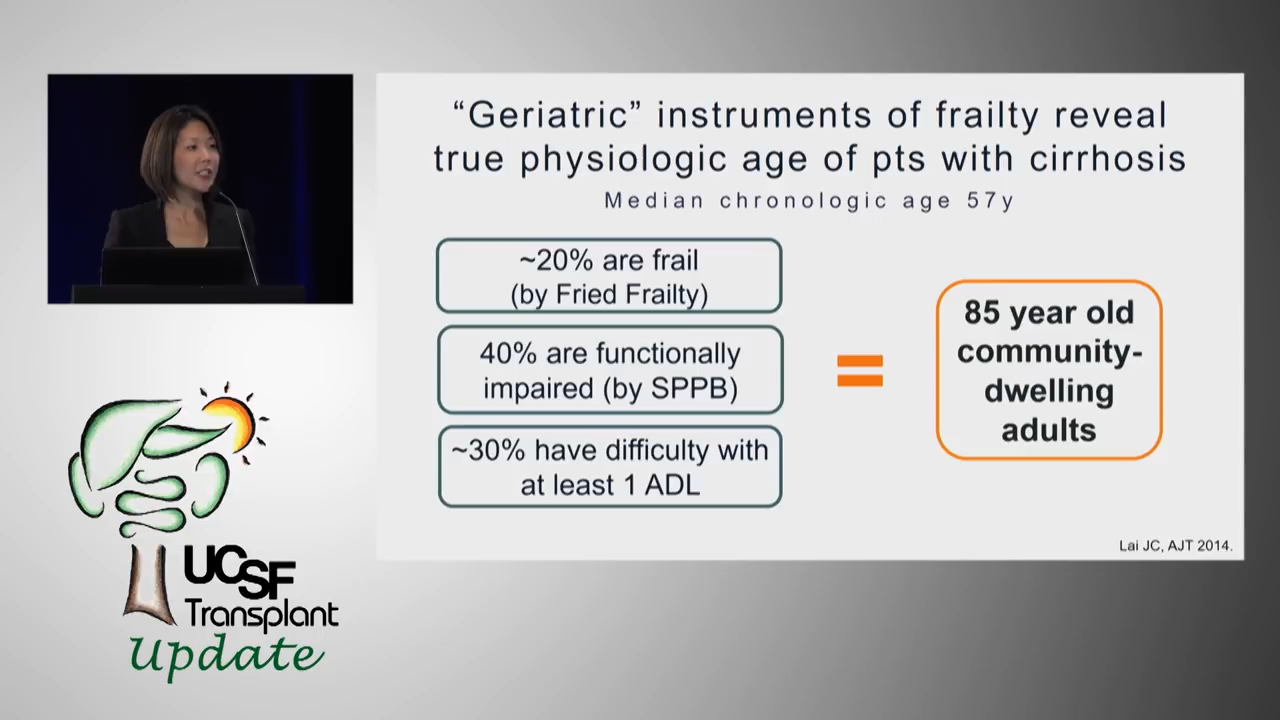 “Geriatric” instruments of frailty reveal
true physiologic age of pts with cirrhosis
Median chronologic age 57y
~20% are frail
(by Fried Frailty)
40% are functionally
impaired (by SPPB)
~30% have difficulty with
at least 1 ADL
=
85 year old
community-
dwelling
adults
Lai JC, AJT 2014.
UCSF
Transplant
Update